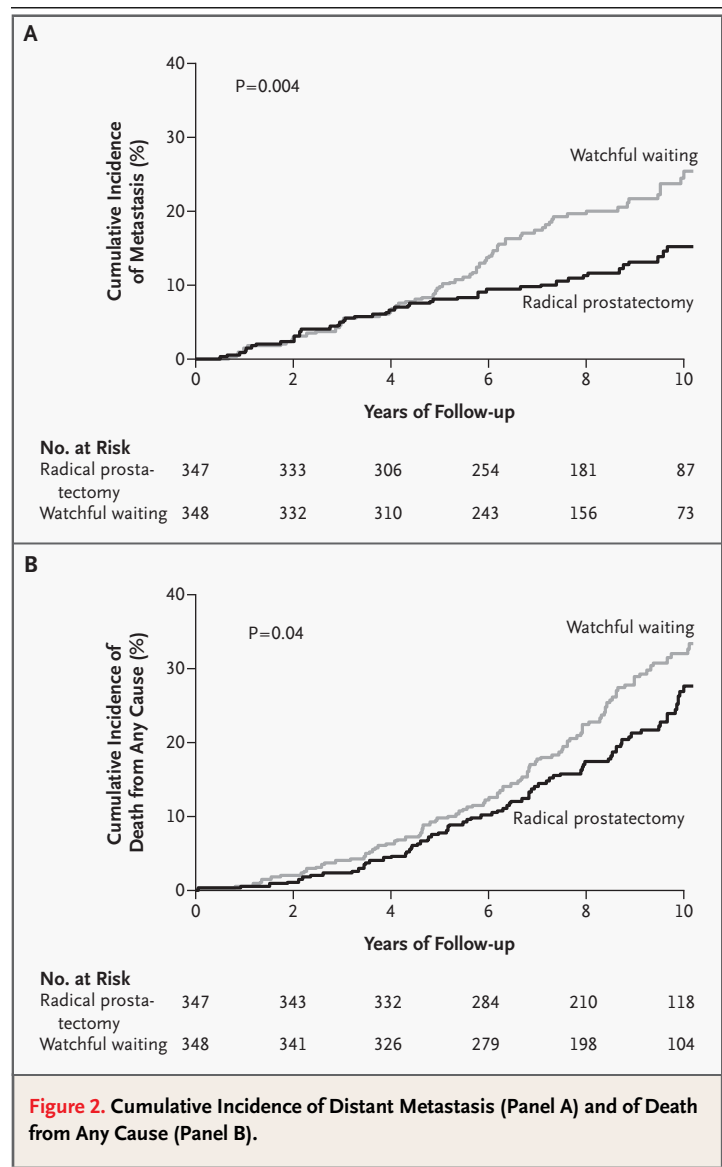 A
40
P=0.004
30
Cumulative Incidence
of Metastasis (%)
Watchful waiting
20
10
Radical prostatectomy
0
0 2 4 6 8 10
Years of Follow-up
No. at Risk
Radical prosta-
tectomy
347 333 306 254 181 87
Watchful waiting 348 332 310 243 156 73
B
40
P=0.04
Watchful waiting
30
Cumulative Incidence of
Death from Any Cause (%)
20
10
Radical prostatectomy
0
0 2 4 6 8 10
Years of Follow-up
No. at Risk
Radical prosta-
tectomy
347 343 332 284 210 118
Watchful waiting 348 341 326 279 198 104
Figure 2. Cumulative Incidence of Distant Metastasis (Panel A) and of Death
from Any Cause (Panel B).